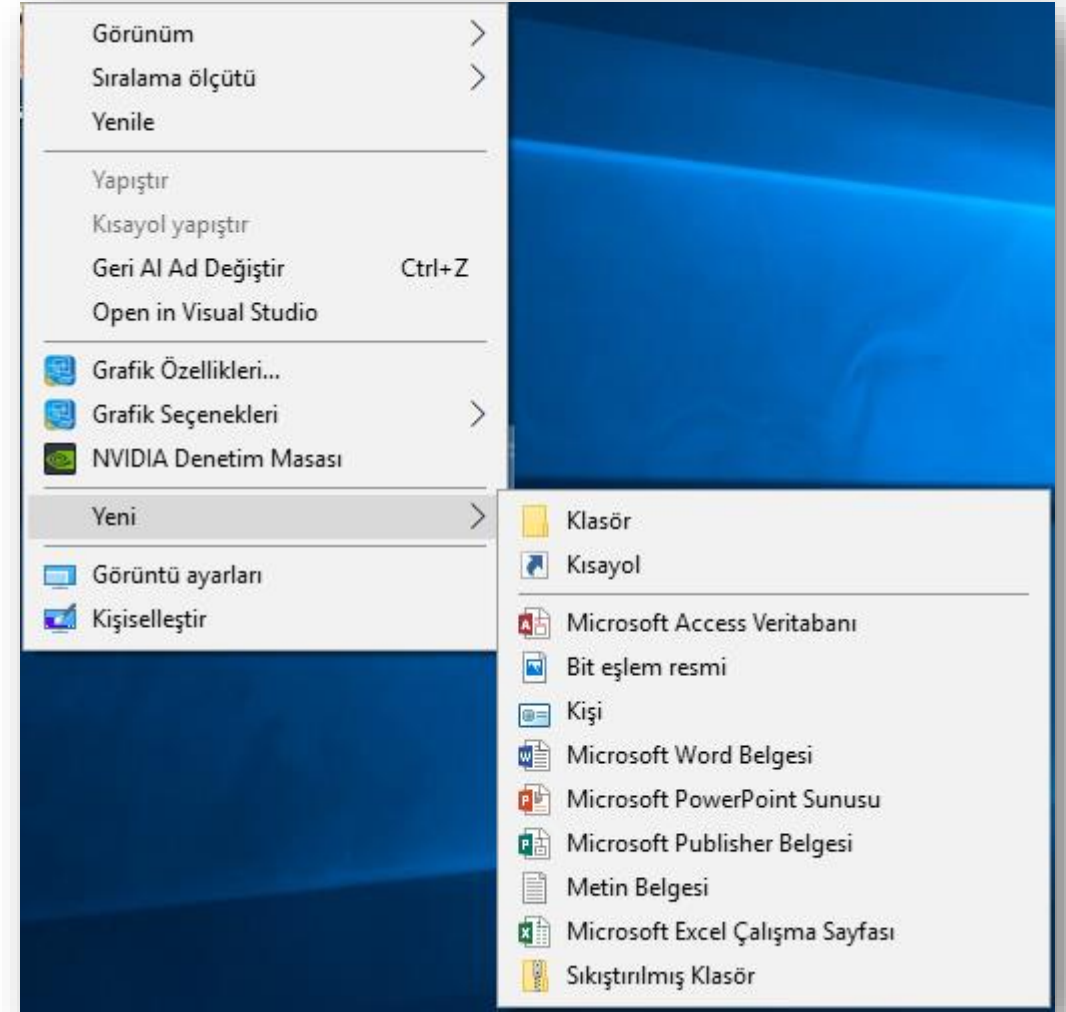 Görünüm
Sıralama ölçütü
Yenile
Yapıştır
Kısayol yapıştır
Geri Al Ad Değiştir Ctrl+Z
Open in Visual Studio
Grafik Özellikleri...
Grafik Seçenekleri
NVIDIA Denetim Masası
Yeni
Görüntü ayarları
Kişiselleştir
Klasör
Kısayol
Microsoft Access Veritabanı
Bit eşlem resmi
Kişi
Microsoft Word Belgesi
Microsoft PowerPoint Sunusu
Microsoft Publisher Belgesi
Metin Belgesi
Microsoft Excel Çalışma Sayfası
Sıkıştırılmış Klasör